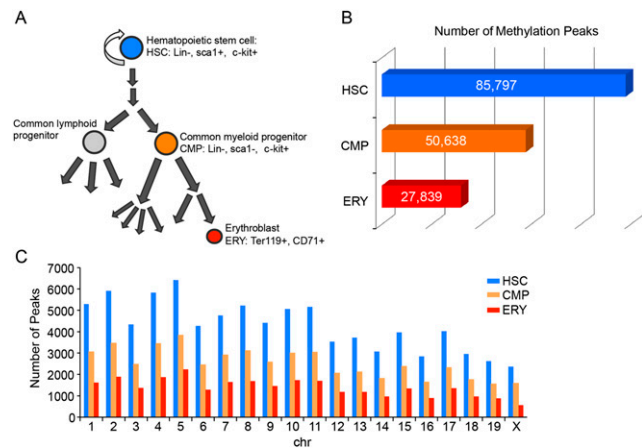 A
Hematopoietic stem cell:
HSC: Lin-, sca1+, c-kit+
Common lymphoid
progenitor
Common myeloid progenitor
CMP: Lin-, sca1-, c-kit+
Erythroblast
ERY: Ter119+, CD71+
B
Number of Methylation Peaks
HSC
85,797
CMP
50,638
ERY
27,839
C
Number of Peaks
7000
6000
5000
4000
3000
2000
1000
0
HSC
CMP
ERY
1 2 3 4 5 6 7 8 9 10 11 12 13 14 15 16 17 18 19 X
chr